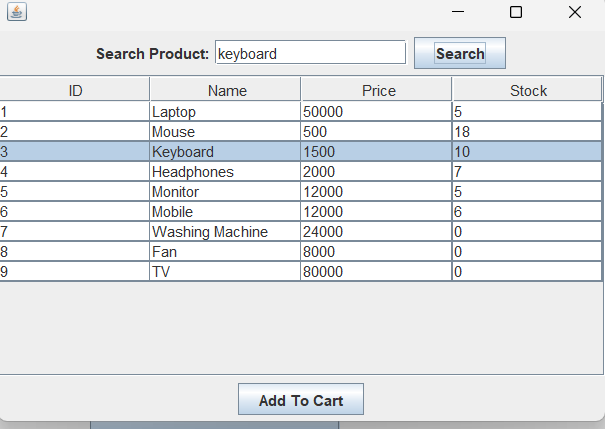 Search Product: keyboard Search
ID Name Price Stock
1 Laptop 50000 5
2 Mouse 500 18
3 Keyboard 1500 10
4 Headphones 2000 7
5 Monitor 12000 5
6 Mobile 12000 6
7 Washing Machine 24000 0
8 Fan 8000 0
9 TV 80000 0
Add To Cart